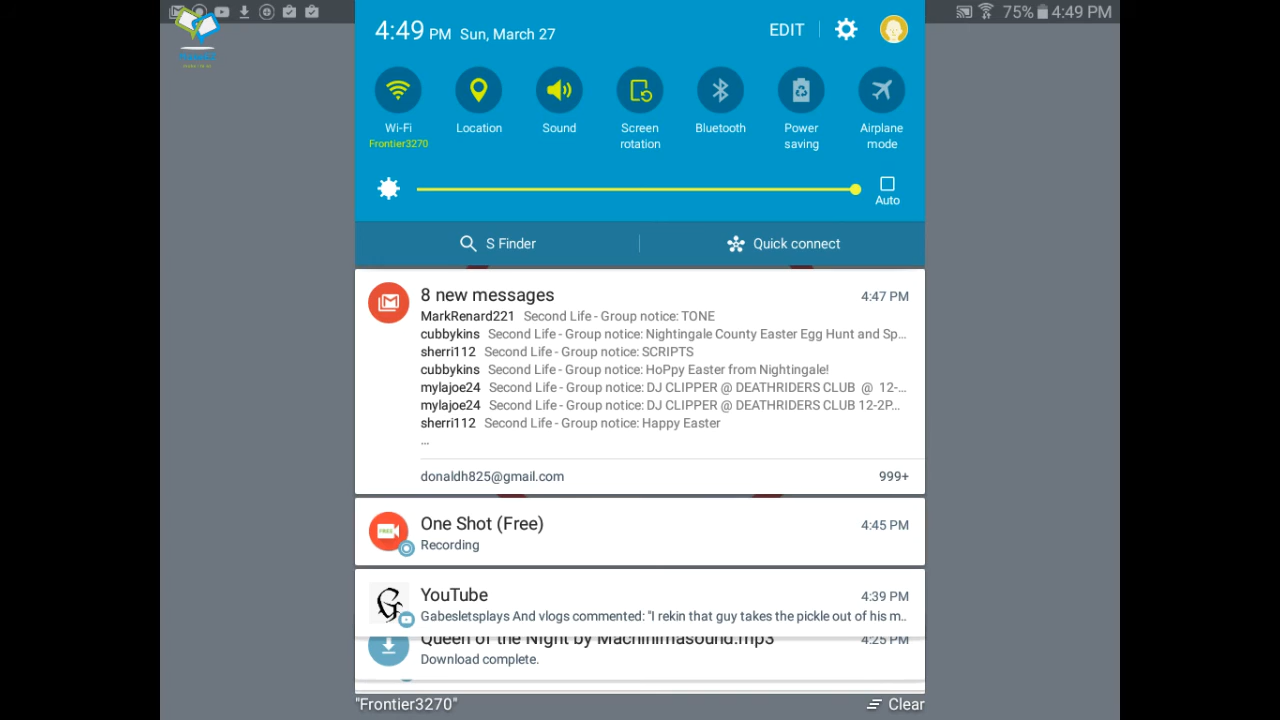 75% 4:49 PM
4:49 PM Sun, March 27
EDIT
Wi-Fi
Frontier3270
Location
Sound
Screen
rotation
Bluetooth
Power
saving
Airplane
mode
Auto
S Finder
Quick connect
8 new messages 4:47 PM
MarkRenard221 Second Life - Group notice: TONE
cubbykins Second Life - Group notice: Nightingale County Easter Egg Hunt and Sp...
sherri112 Second Life - Group notice: SCRIPTS
cubbykins Second Life - Group notice: HoPpy Easter from Nightingale!
mylajoe24 Second Life - Group notice: DJ CLIPPER @ DEATHRIDERS CLUB @ 12-...
mylajoe24 Second Life - Group notice: DJ CLIPPER @ DEATHRIDERS CLUB 12-2P...
sherri112 Second Life - Group notice: Happy Easter
...
donaldh825@gmail.com 999+
One Shot (Free) 4:45 PM
FREE
Recording
YouTube 4:39 PM
Gabesletsplays And vlogs commented: "I rekin that guy takes the pickle out of his m..
Queen of the Night by Machinimasound.mp3 4:25 PM
Download complete.
"Frontier3270" Clear